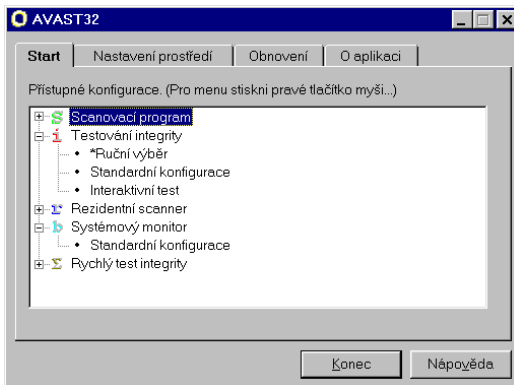 AVAST32
Start Nastavení prostředí Obnovení O aplikaci
Přístupné konfigurace. (Pro menu stiskni pravé tlačítko myši...)
S Scanovací program
i Testování integrity
• *Ruční výběr
• Standardní konfigurace
• Interaktivní test
r Rezidentní scanner
b Systémový monitor
• Standardní konfigurace
Σ Rychlý test integrity
Konec Nápověda